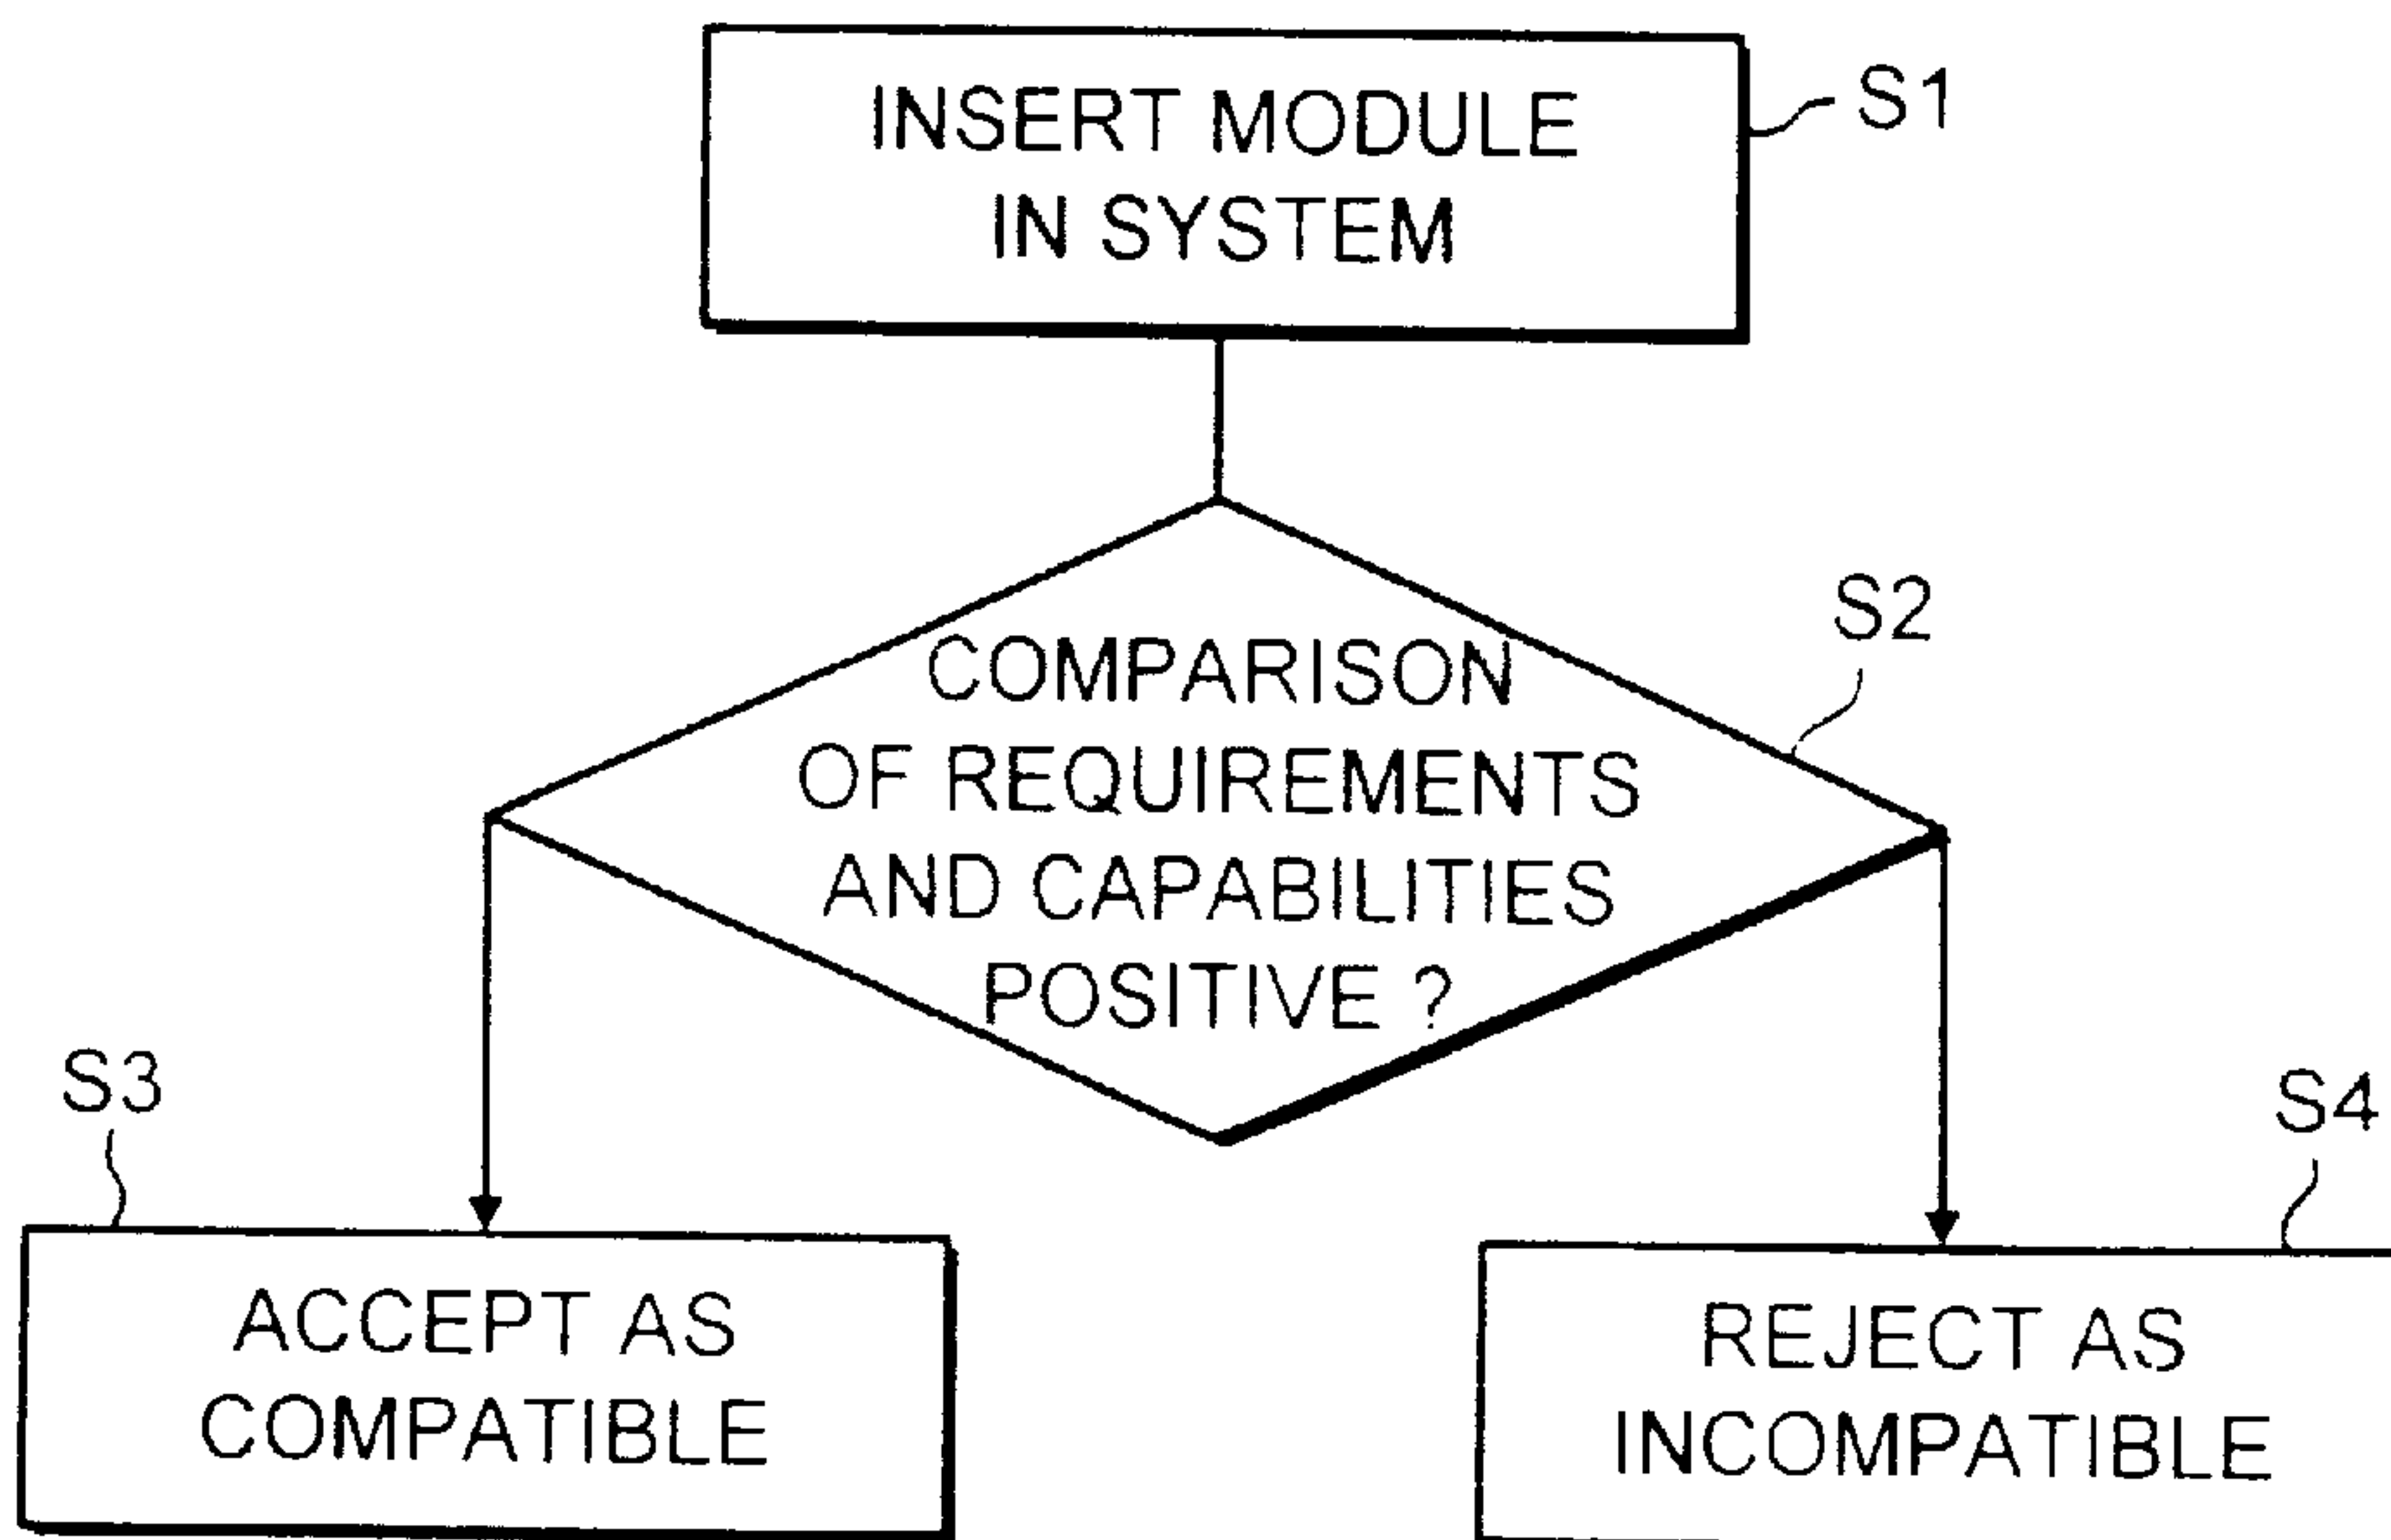 INSERT MODULE
IN SYSTEM
S1
COMPARISON
OF REQUIREMENTS
AND CAPABILITIES
POSITIVE ?
S2
S3
ACCEPT AS
COMPATIBLE
S4
REJECT AS
INCOMPATIBLE